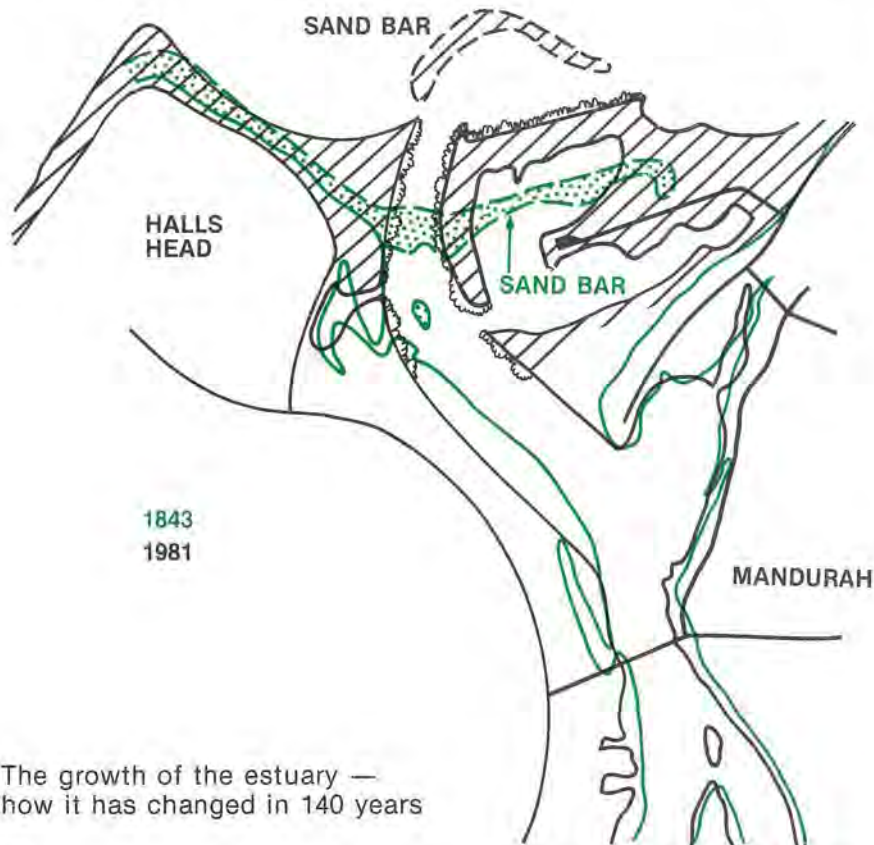 SAND BAR
HALLS
HEAD
SAND BAR
1843
1981
MANDURAH
The growth of the estuary —
how it has changed in 140 years